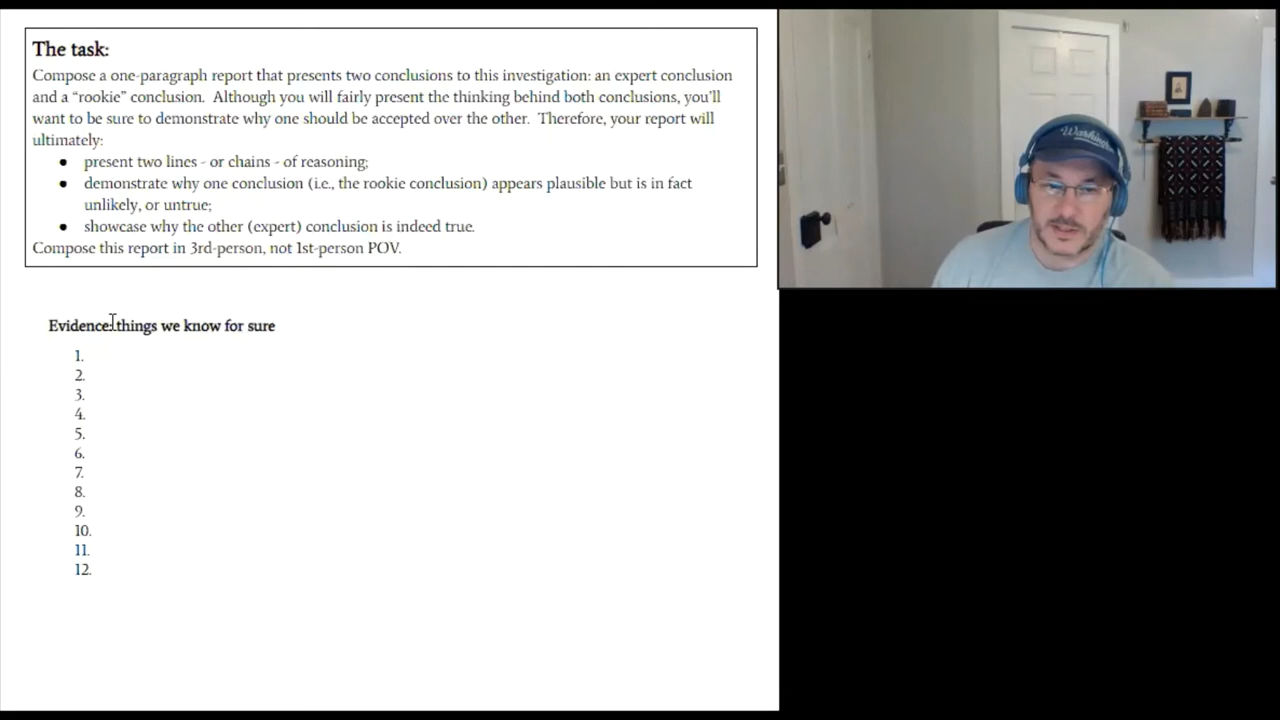 The task:
Compose a one-paragraph report that presents two conclusions to this investigation: an expert conclusion
and a “rookie” conclusion.  Although you will fairly present the thinking behind both conclusions, you’ll
want to be sure to demonstrate why one should be accepted over the other.  Therefore, your report will
ultimately:
● present two lines - or chains - of reasoning;
● demonstrate why one conclusion (i.e., the rookie conclusion) appears plausible but is in fact
unlikely, or untrue;
● showcase why the other (expert) conclusion is indeed true.
Compose this report in 3rd-person, not 1st-person POV.
Evidence: things we know for sure
1.
2.
3.
4.
5.
6.
7.
8.
9.
10.
11.
12.